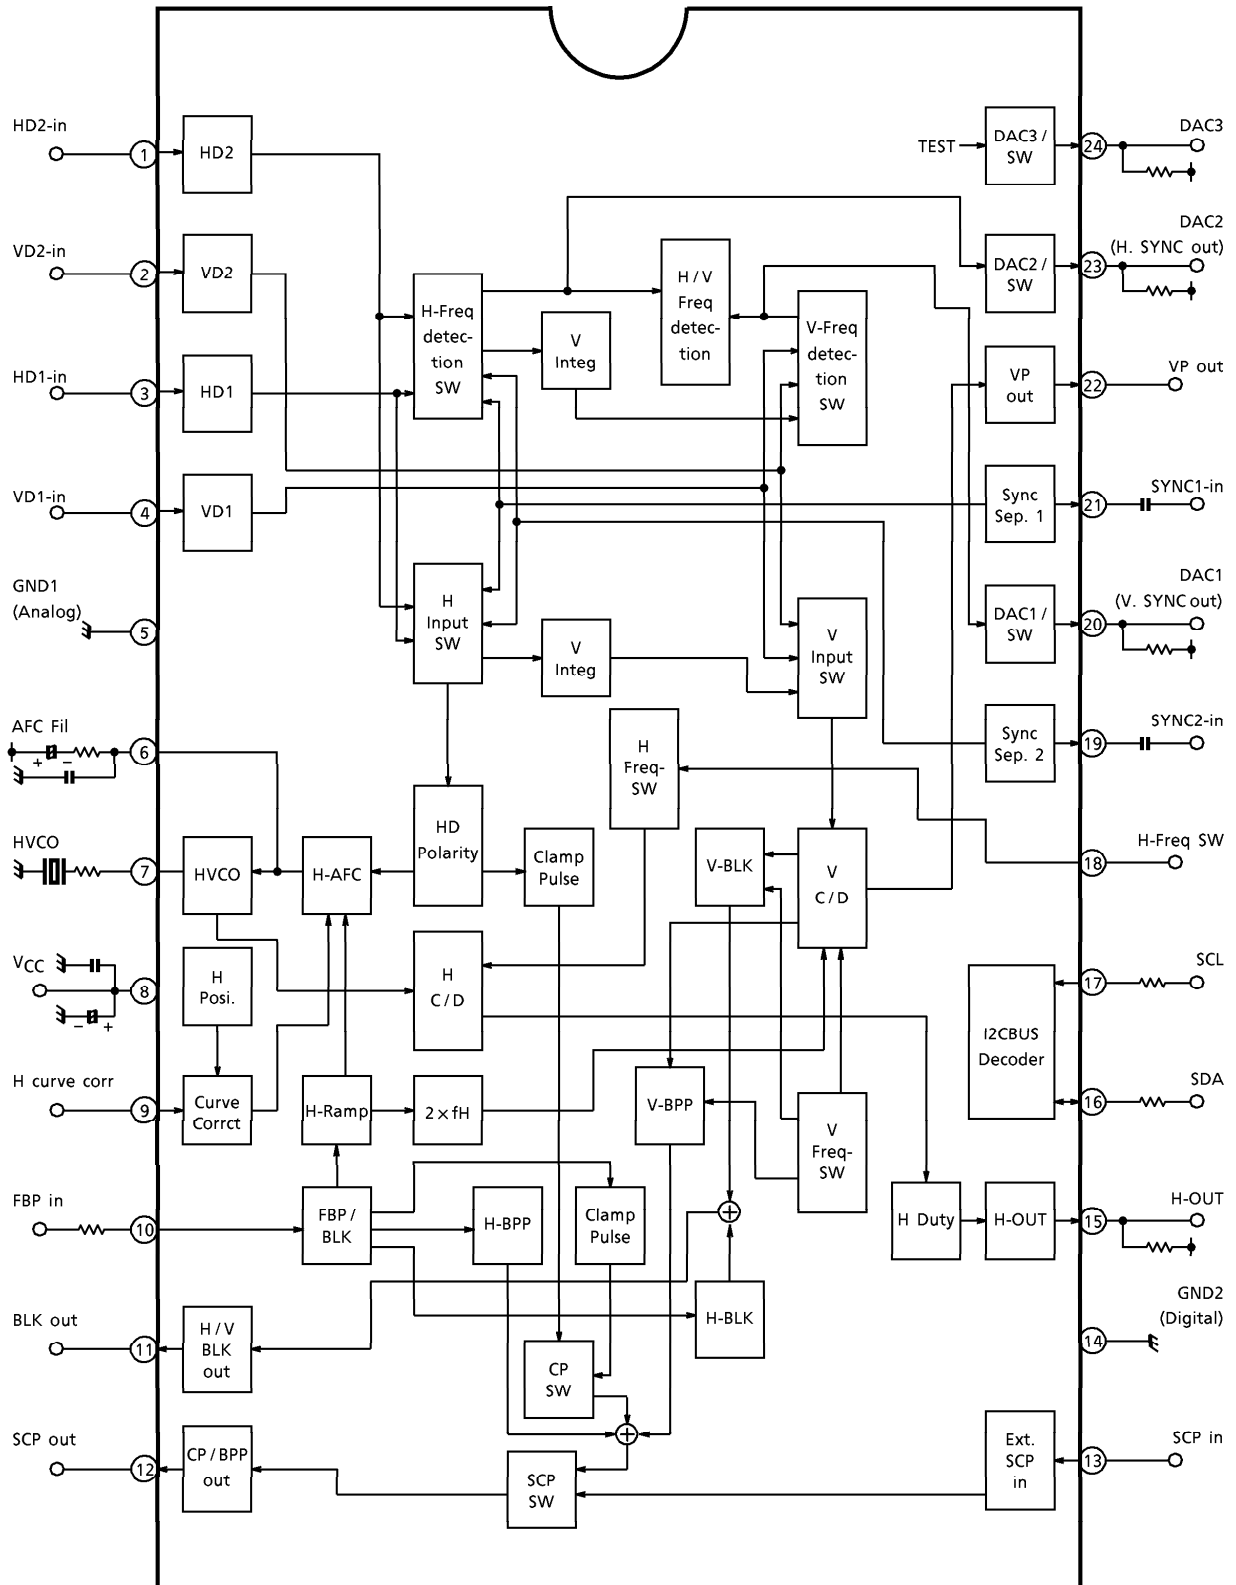 HD2-in
1
HD2
TEST
DAC3 /
SW
24
DAC3
VD2-in
2
VD2
H-Freq
detec-
tion
SW
V
Integ
H / V
Freq
detec-
tion
V-Freq
detec-
tion
SW
DAC2 /
SW
23
DAC2
(H. SYNC out)
HD1-in
3
HD1
VP
out
22
VP out
VD1-in
4
VD1
Sync
Sep. 1
21
SYNC1-in
GND1
(Analog)
5
H
Input
SW
V
Integ
V
Input
SW
DAC1 /
SW
20
DAC1
(V. SYNC out)
AFC Fil
+ −
6
H
Freq-
SW
Sync
Sep. 2
19
SYNC2-in
HVCO
7
HVCO
H-AFC
HD
Polarity
Clamp
Pulse
V-BLK
V
C / D
18
H-Freq SW
VCC
− +
8
H
Posi.
H
C / D
I2CBUS
Decoder
17
SCL
16
SDA
H curve corr
9
Curve
Corrct
H-Ramp
2 × fH
V-BPP
V
Freq-
SW
FBP in
10
FBP /
BLK
H-BPP
Clamp
Pulse
H Duty
H-OUT
15
H-OUT
BLK out
11
H / V
BLK
out
CP
SW
H-BLK
14
GND2
(Digital)
SCP out
12
CP / BPP
out
SCP
SW
Ext.
SCP
in
13
SCP in